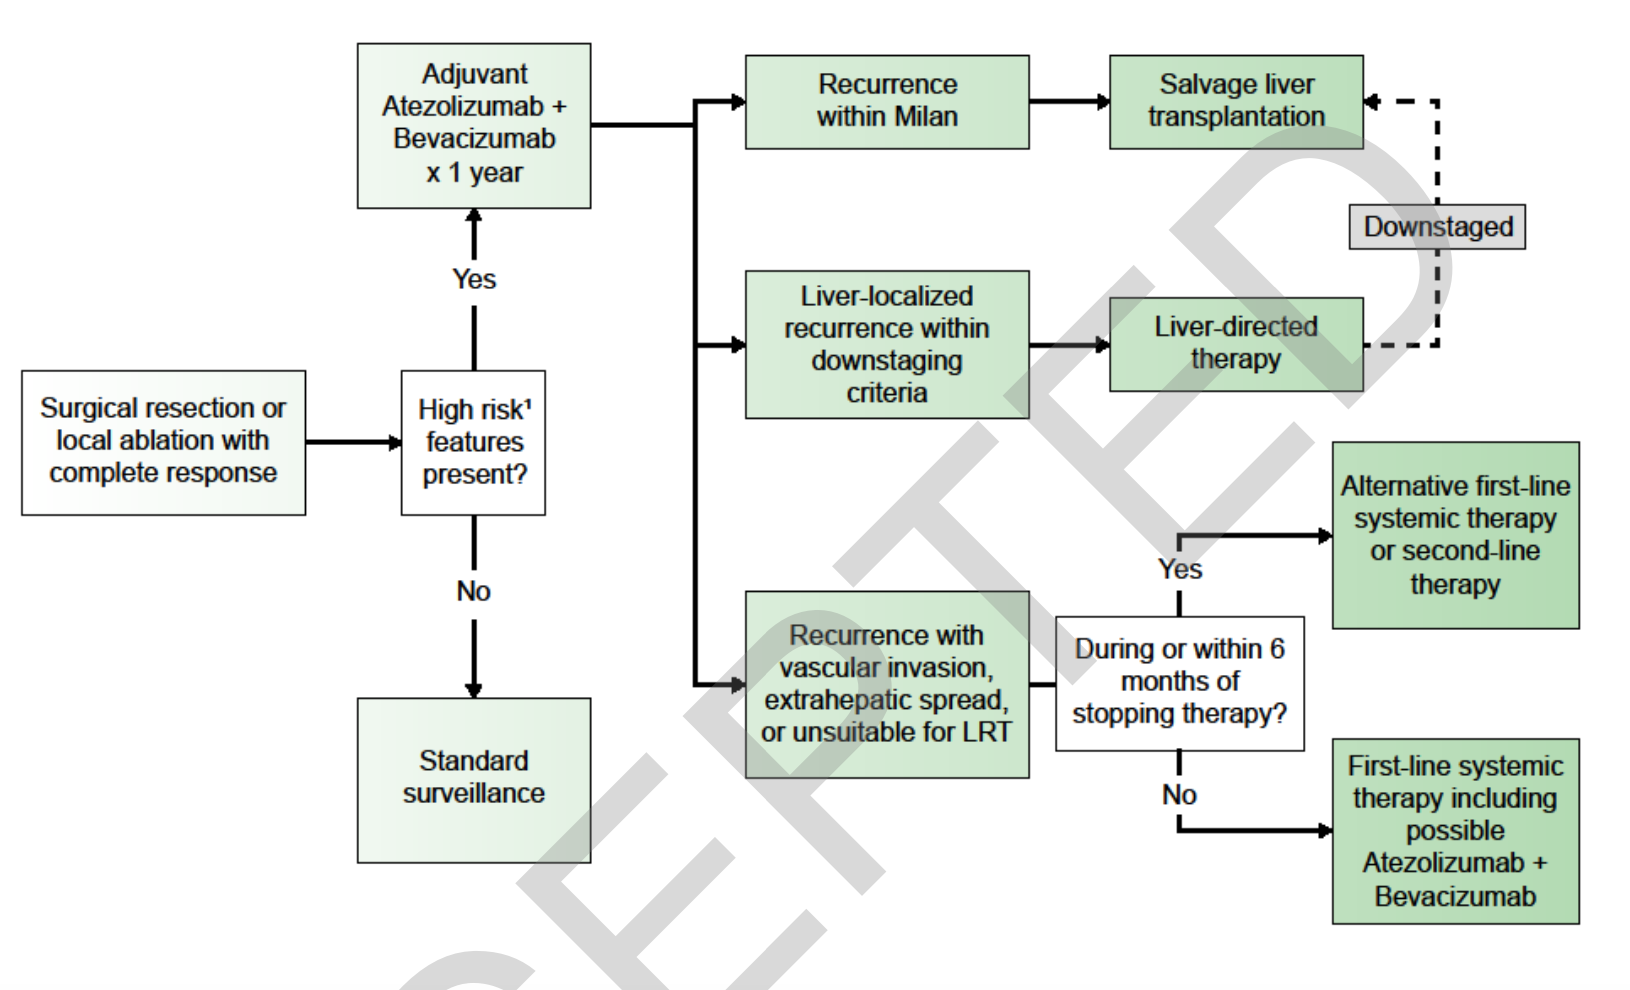 Adjuvant
Atezolizumab +
Bevacizumab
x 1 year
Recurrence
within Milan
Salvage liver
transplantation
Downstaged
Yes
Liver-localized
recurrence within
downstaging
criteria
Liver-directed
therapy
Surgical resection or
local ablation with
complete response
High risk¹
features
present?
No
Standard
surveillance
Recurrence with
vascular invasion,
extrahepatic spread,
or unsuitable for LRT
During or within 6
months of
stopping therapy?
Yes
Alternative first-line
systemic therapy
or second-line
therapy
No
First-line systemic
therapy including
possible
Atezolizumab +
Bevacizumab
CEPTED